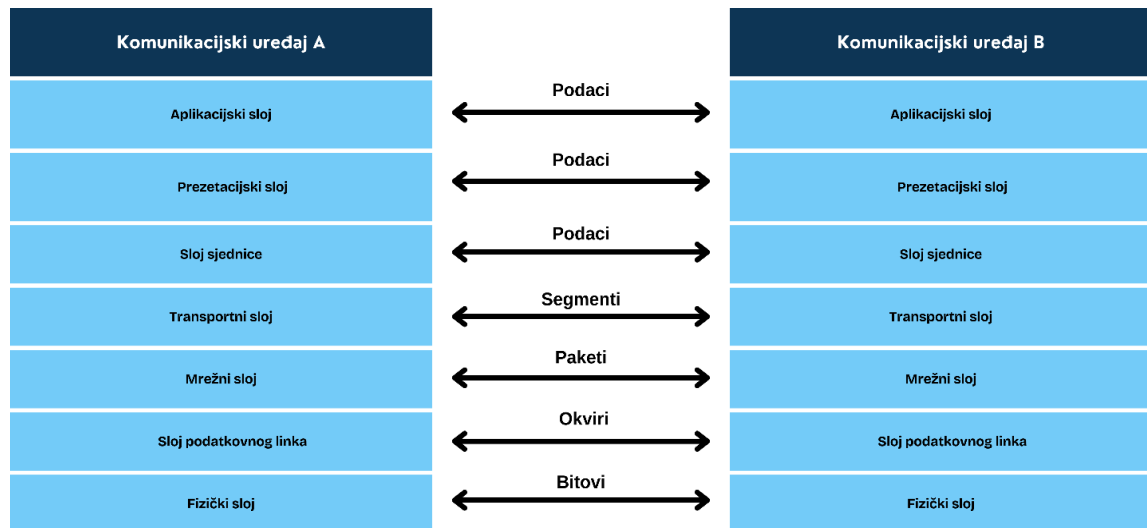 Komunikacijski uređaj A
Komunikacijski uređaj B
Aplikacijski sloj
Podaci
Aplikacijski sloj
Prezetacijski sloj
Podaci
Prezetacijski sloj
Sloj sjednice
Podaci
Sloj sjednice
Transportni sloj
Segmenti
Transportni sloj
Mrežni sloj
Paketi
Mrežni sloj
Sloj podatkovnog linka
Okviri
Sloj podatkovnog linka
Fizički sloj
Bitovi
Fizički sloj